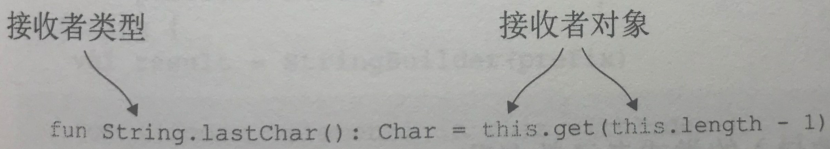 接收者类型 接收者对象
fun String.lastChar(): Char = this.get(this.length - 1)